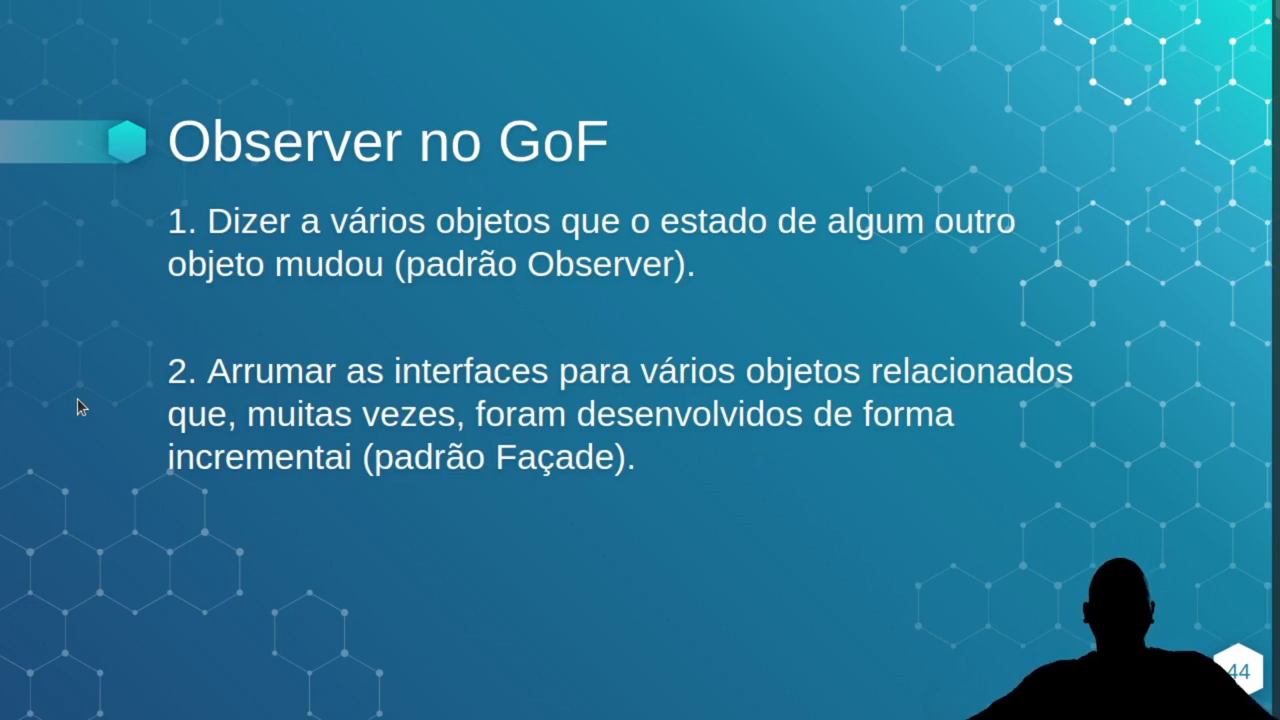 Observer no GoF
1. Dizer a vários objetos que o estado de algum outro
objeto mudou (padrão Observer).
2. Arrumar as interfaces para vários objetos relacionados
que, muitas vezes, foram desenvolvidos de forma
incrementai (padrão Façade).
44